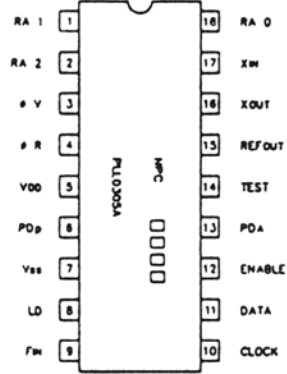 RA 1 1 18 RA 0
RA 2 2 17 XIN
ø V 3 16 XOUT
ø R 4 15 REFOUT
VDD 5 14 TEST
PDp 6 13 PDA
Vss 7 12 ENABLE
LD 8 11 DATA
FIN 9 10 CLOCK
NPC
PLL0305A